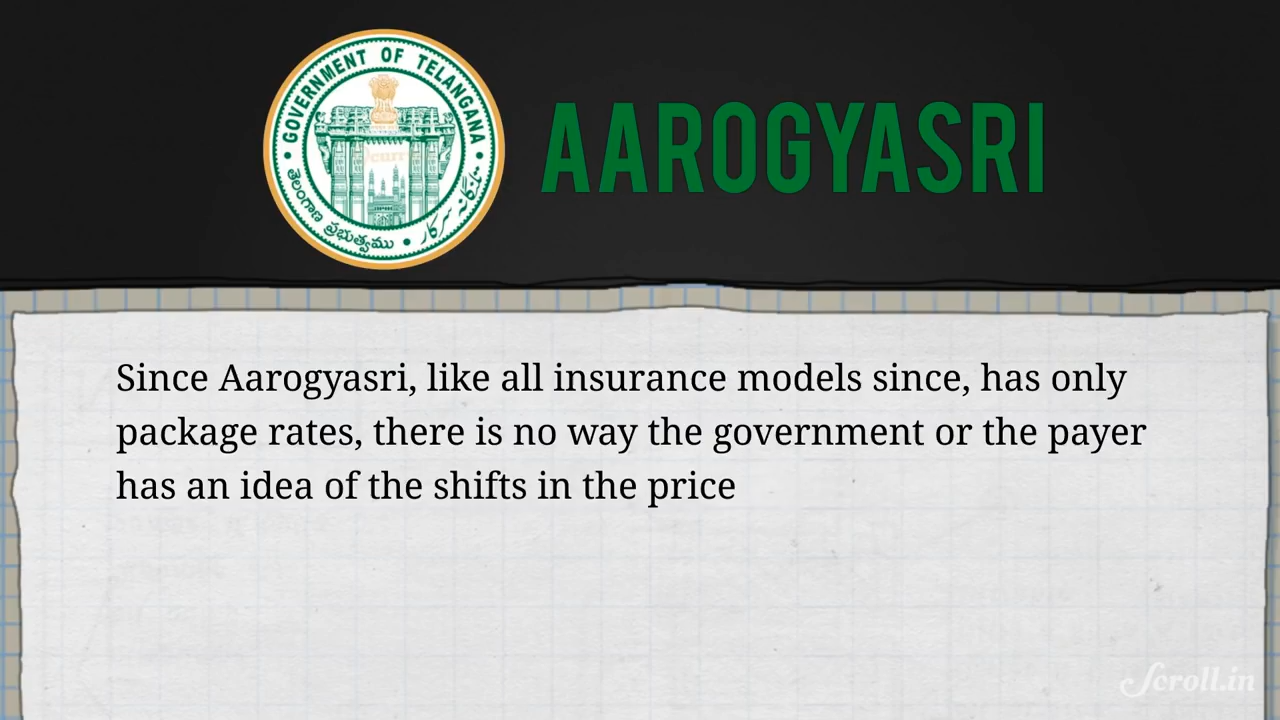 GOVERNMENT OF TELANGANA
తెలంగాణ ప్రభుత్వము
AAROGYASRI
Since Aarogyasri, like all insurance models since, has only
package rates, there is no way the government or the payer
has an idea of the shifts in the price
Scroll.in